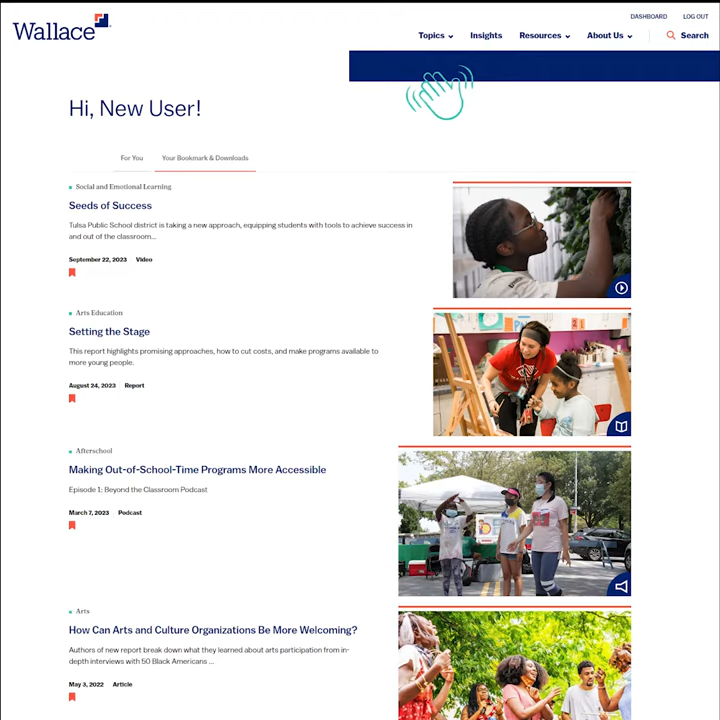 DASHBOARD LOG OUT
Wallace
Topics Insights Resources About Us Search
Hi, New User!
For You Your Bookmark & Downloads
Social and Emotional Learning
Seeds of Success
Tulsa Public School district is taking a new approach, equipping students with tools to achieve success in
and out of the classroom...
September 22, 2023 Video
Arts Education
Setting the Stage
This report highlights promising approaches, how to cut costs, and make programs available to
more young people.
August 24, 2023 Report
Afterschool
Making Out-of-School-Time Programs More Accessible
Episode 1: Beyond the Classroom Podcast
March 7, 2023 Podcast
Arts
How Can Arts and Culture Organizations Be More Welcoming?
Authors of new report break down what they learned about arts participation from in-
depth interviews with 50 Black Americans ...
May 3, 2022 Article